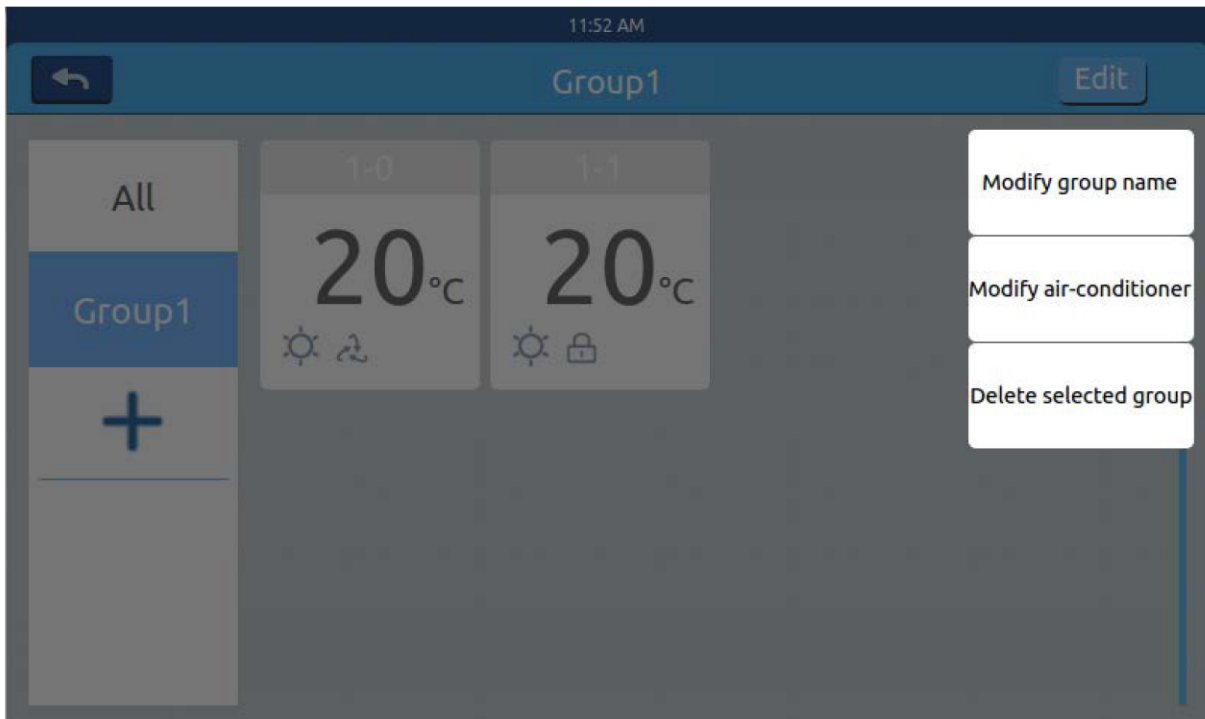 11:52 AM
Group1
Edit
All
Group1
1-0
20°C
1-1
20°C
Modify group name
Modify air-conditioner
Delete selected group